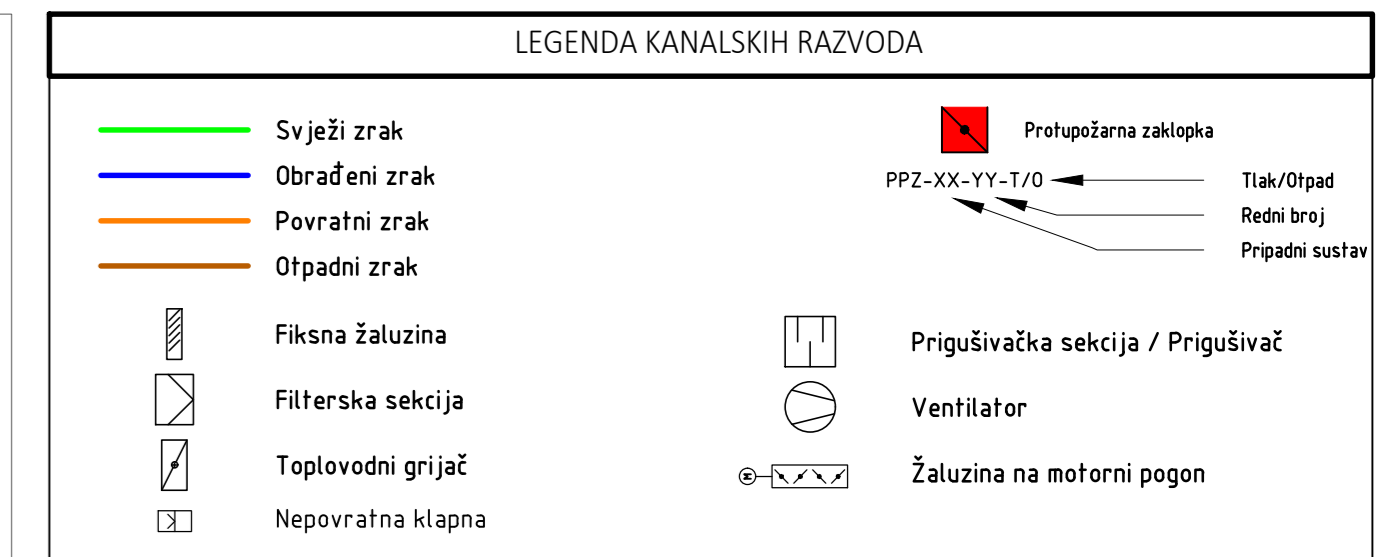 LEGENDA KANALSKIH RAZVODA
Svježi zrak
Obrađeni zrak
Povratni zrak
Otpadni zrak
Fiksna žaluzina
Filterska sekcija
Toplovodni grijač
Nepovratna klapna
Protupožarna zaklopka
PPZ-XX-YY-T/O
Tlak/Otpad
Redni broj
Pripadni sustav
Prigušivačka sekcija / Prigušivač
Ventilator
M
Žaluzina na motorni pogon